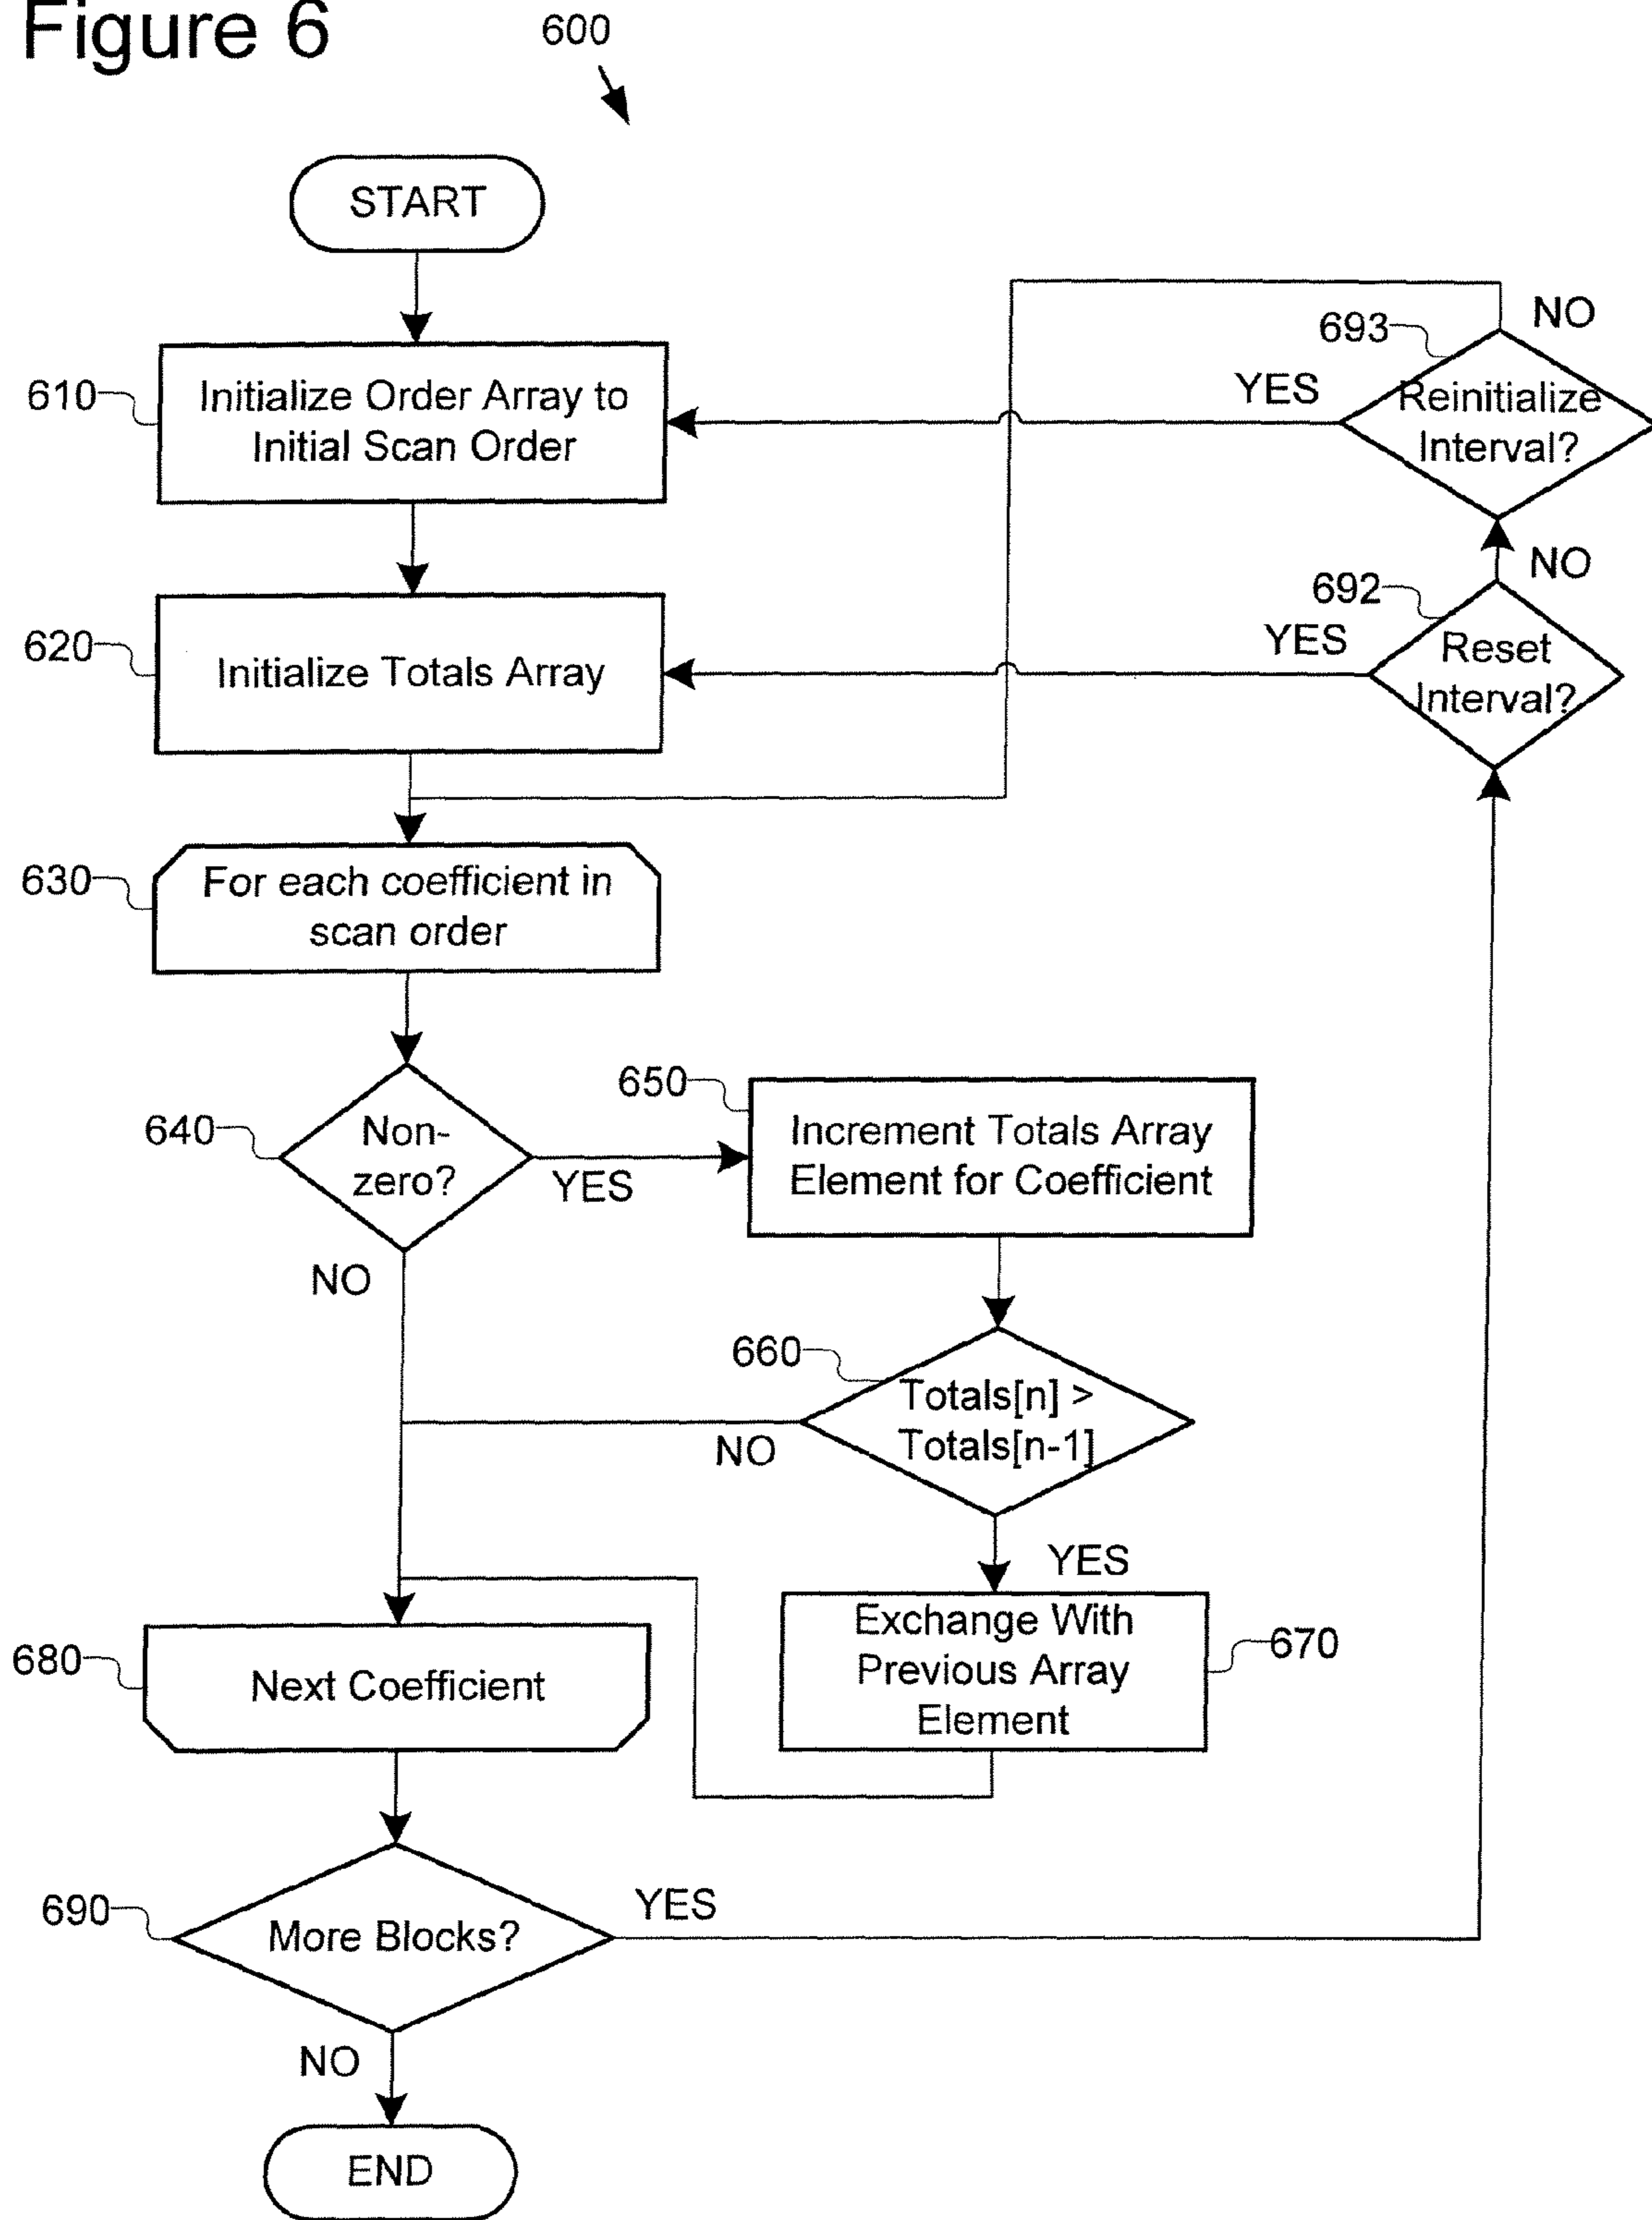 Figure 6
600
START
610
Initialize Order Array to
Initial Scan Order
YES
693
NO
Reinitialize
Interval?
620
Initialize Totals Array
YES
692
NO
Reset
Interval?
630
For each coefficient in
scan order
640
Non-
zero?
YES
NO
650
Increment Totals Array
Element for Coefficient
660
Totals[n] >
Totals[n-1]
NO
YES
670
Exchange With
Previous Array
Element
680
Next Coefficient
690
More Blocks?
YES
NO
END